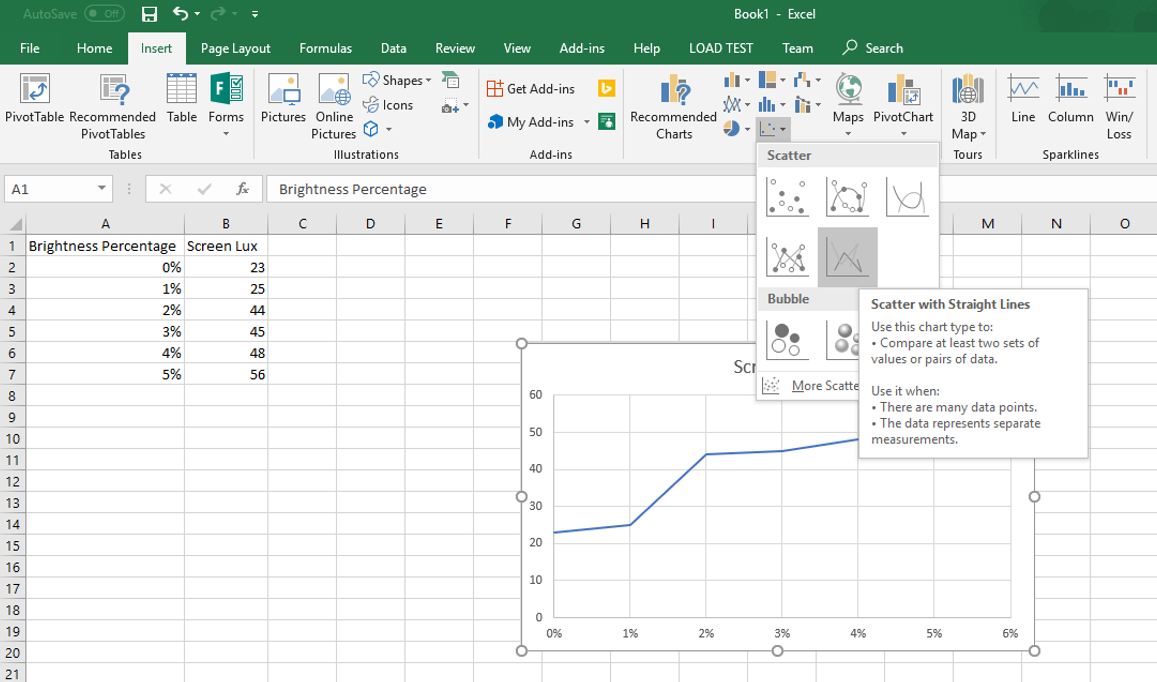 AutoSave Off
Book1 - Excel
File Home Insert Page Layout Formulas Data Review View Add-ins Help LOAD TEST Team Search
PivotTable
Recommended
PivotTables
Table
Forms
Tables
Pictures
Online
Pictures
Shapes
Icons
Illustrations
Get Add-ins
My Add-ins
Add-ins
Recommended
Charts
Maps
PivotChart
3D
Map
Tours
Line
Column
Win/
Loss
Sparklines
A1
fx
Brightness Percentage
A B C D E F G H I M N O
1 Brightness Percentage Screen Lux
2 0% 23
3 1% 25
4 2% 44
5 3% 45
6 4% 48
7 5% 56
8
9
10
11
12
13
14
15
16
17
18
19
20
21
Scatter
Bubble
More Scatte
Scatter with Straight Lines
Use this chart type to:
• Compare at least two sets of
values or pairs of data.
Use it when:
• There are many data points.
• The data represents separate
measurements.
Scr
60
50
40
30
20
10
0
0% 1% 2% 3% 4% 5% 6%